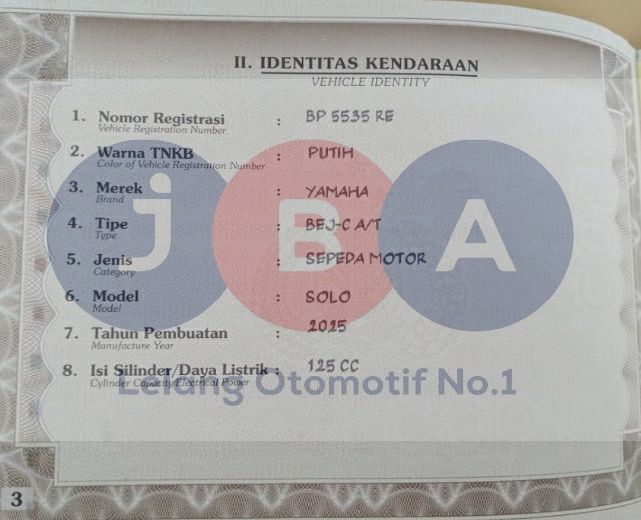 II. IDENTITAS KENDARAAN
VEHICLE IDENTITY
1. Nomor Registrasi : BP 5535 RE
Vehicle Registration Number
2. Warna TNKB : PUTIH
Color of Vehicle Registration Number
3. Merek : YAMAHA
Brand
4. Tipe : BEJ-C A/T
Type
5. Jenis : SEPEDA MOTOR
Category
6. Model : SOLO
Model
7. Tahun Pembuatan : 2025
Manufacture Year
8. Isi Silinder/Daya Listrik : 125 CC
Cylinder Capacity/Electrical Power
jBA
Lelang Otomotif No.1
3